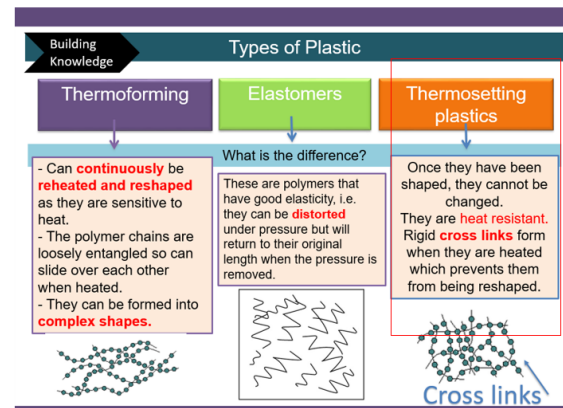 Building
Knowledge
Types of Plastic
Thermoforming
Elastomers
Thermosetting
plastics
What is the difference?
- Can continuously be
reheated and reshaped
as they are sensitive to
heat.
- The polymer chains are
loosely entangled so can
slide over each other
when heated.
- They can be formed into
complex shapes.
These are polymers that
have good elasticity, i.e.
they can be distorted
under pressure but will
return to their original
length when the pressure is
removed.
Once they have been
shaped, they cannot be
changed.
They are heat resistant.
Rigid cross links form
when they are heated
which prevents them
from being reshaped.
Cross links